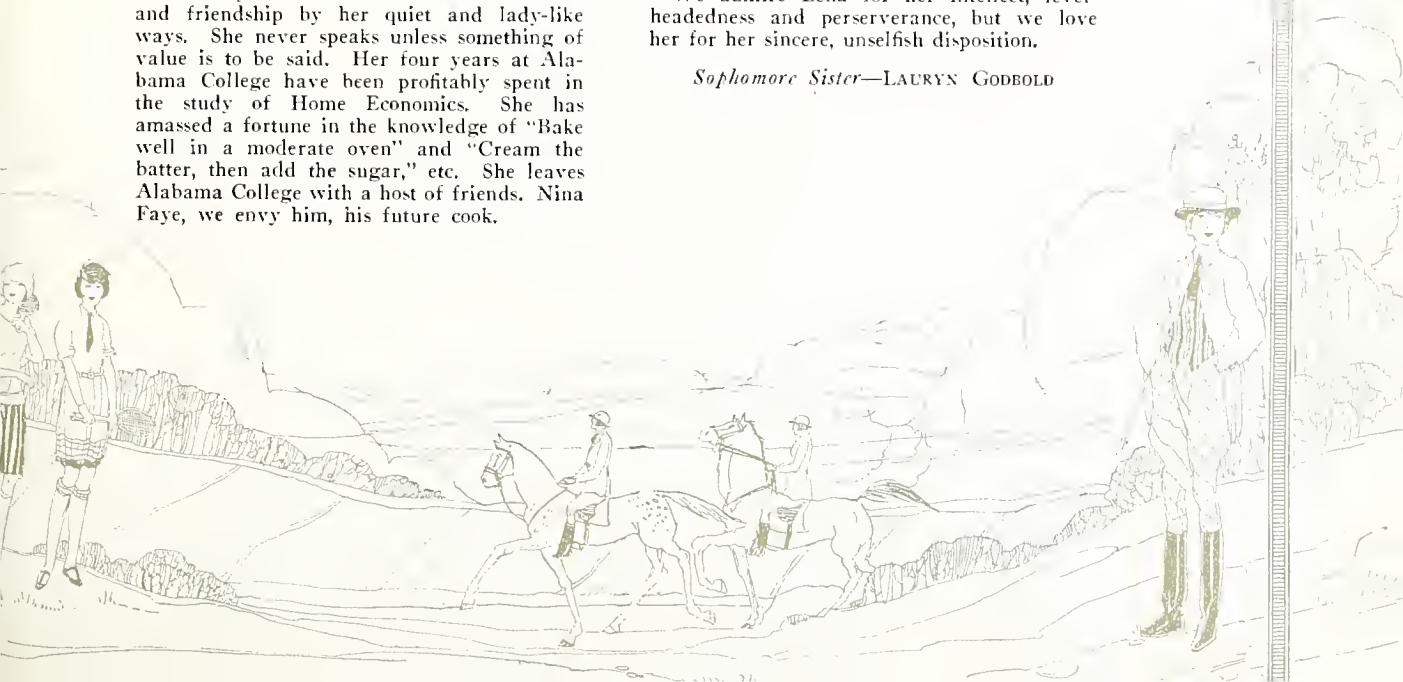 and friendship by her quiet and lady-like
ways. She never speaks unless something of
value is to be said. Her four years at Ala-
bama College have been profitably spent in
the study of Home Economics. She has
amassed a fortune in the knowledge of "Bake
well in a moderate oven" and "Cream the
batter, then add the sugar," etc. She leaves
Alabama College with a host of friends. Nina
Faye, we envy him, his future cook.
headedness and perserverance, but we love
her for her sincere, unselfish disposition.
Sophomore Sister—LAURYN GODBOLD